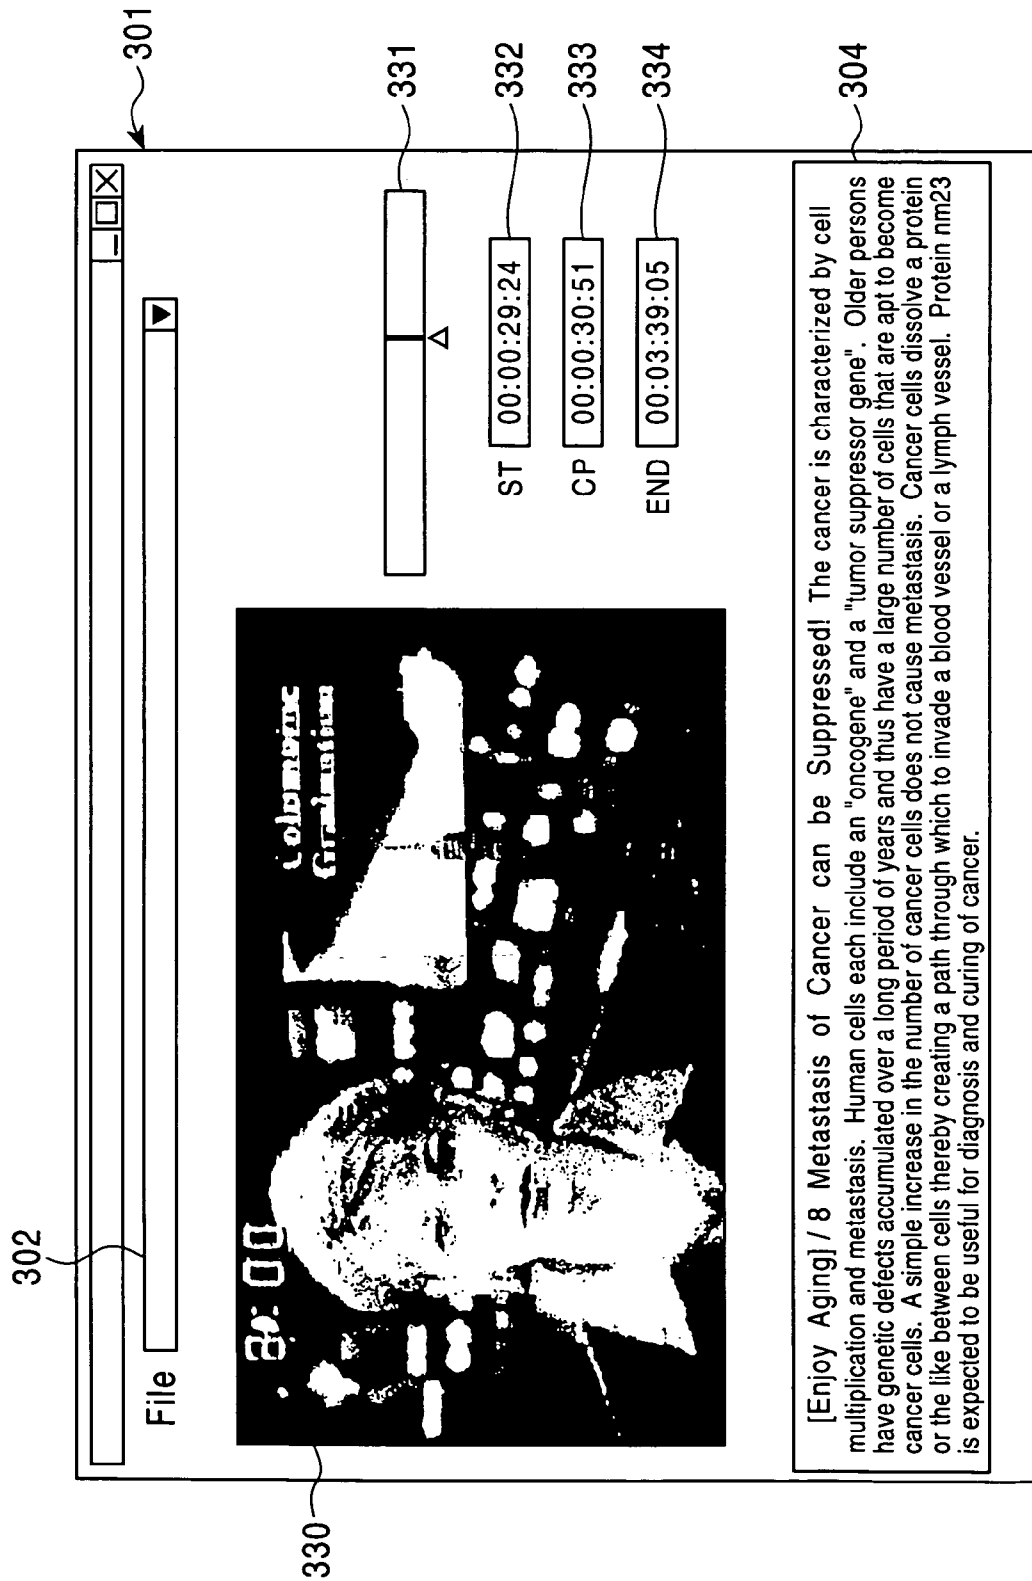 301
302
File
330
331
ST 00:00:29:24 332
CP 00:00:30:51 333
END 00:03:39:05 334
304
[Enjoy Aging] / 8 Metastasis of Cancer can be Suppressed! The cancer is characterized by cell
multiplication and metastasis. Human cells each include an "oncogene" and a "tumor suppressor gene". Older persons
have genetic defects accumulated over a long period of years and thus have a large number of cells that are apt to become
cancer cells. A simple increase in the number of cancer cells does not cause metastasis. Cancer cells dissolve a protein
or the like between cells thereby creating a path through which to invade a blood vessel or a lymph vessel. Protein nm23
is expected to be useful for diagnosis and curing of cancer.